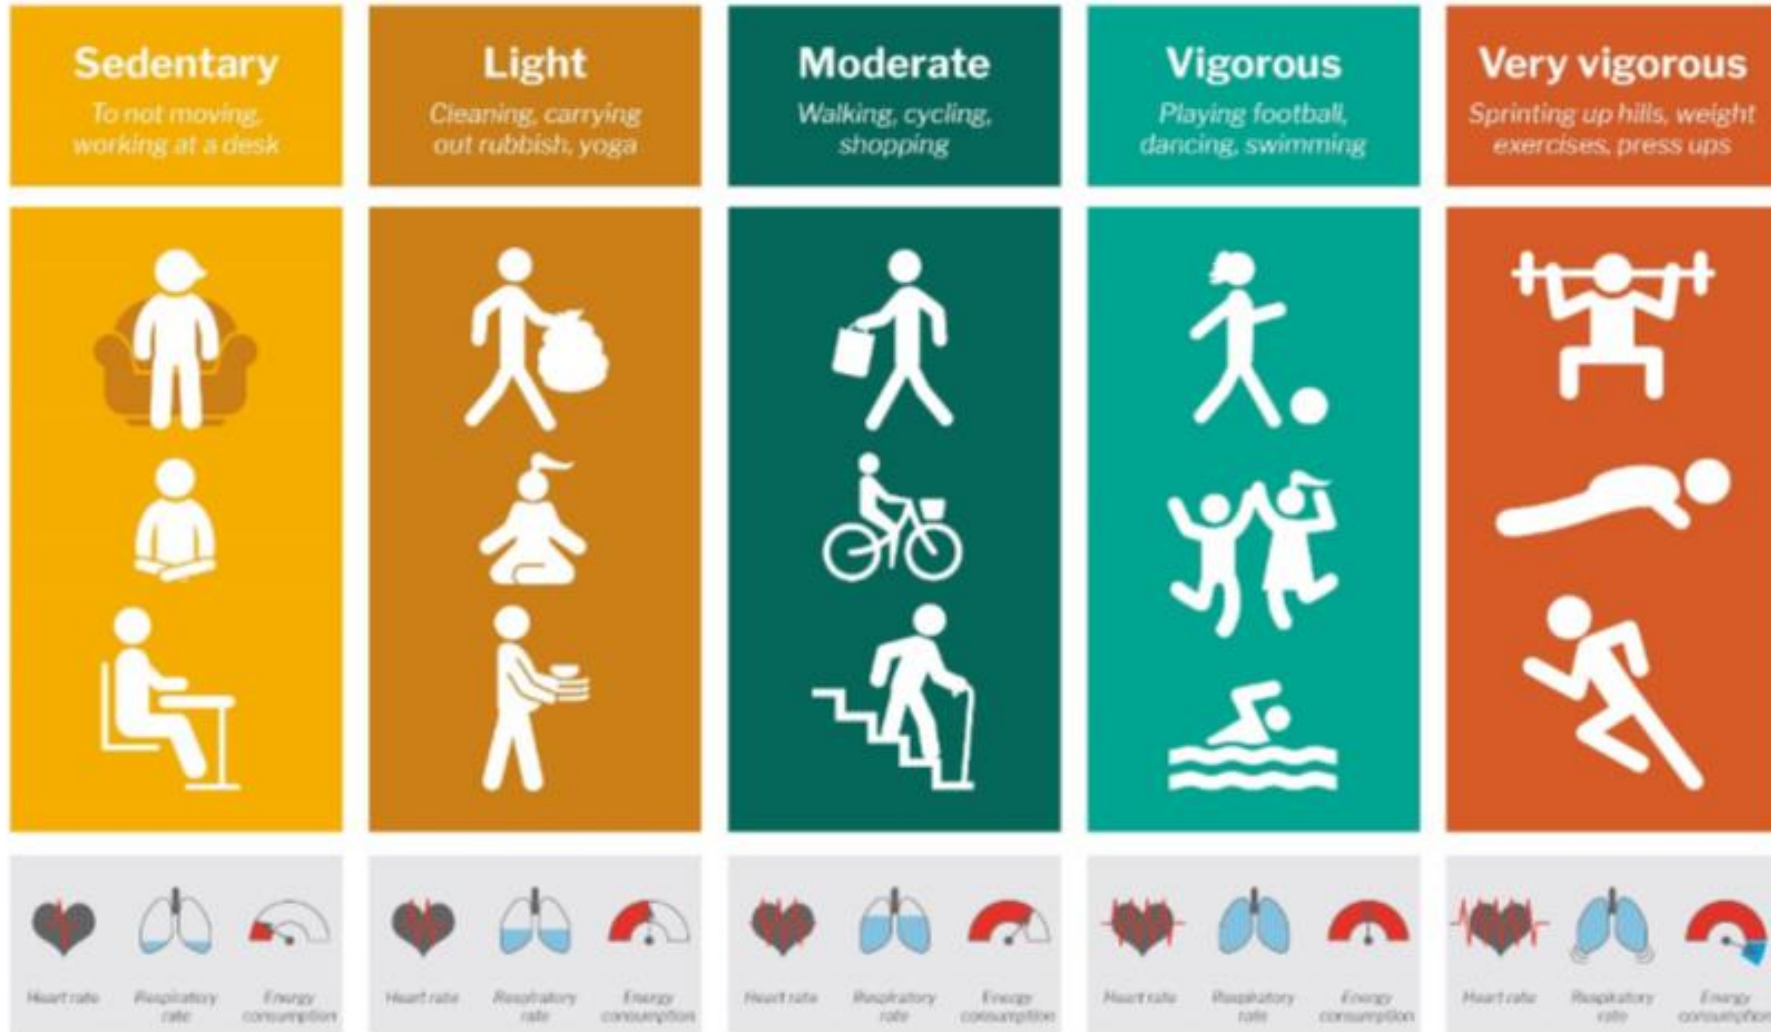 Sedentary
To not moving,
working at a desk
Light
Cleaning, carrying
out rubbish, yoga
Moderate
Walking, cycling,
shopping
Vigorous
Playing football,
dancing, swimming
Very vigorous
Sprinting up hills, weight
exercises, press ups
Heart rate
Respiratory
rate
Energy
consumption
Heart rate
Respiratory
rate
Energy
consumption
Heart rate
Respiratory
rate
Energy
consumption
Heart rate
Respiratory
rate
Energy
consumption
Heart rate
Respiratory
rate
Energy
consumption